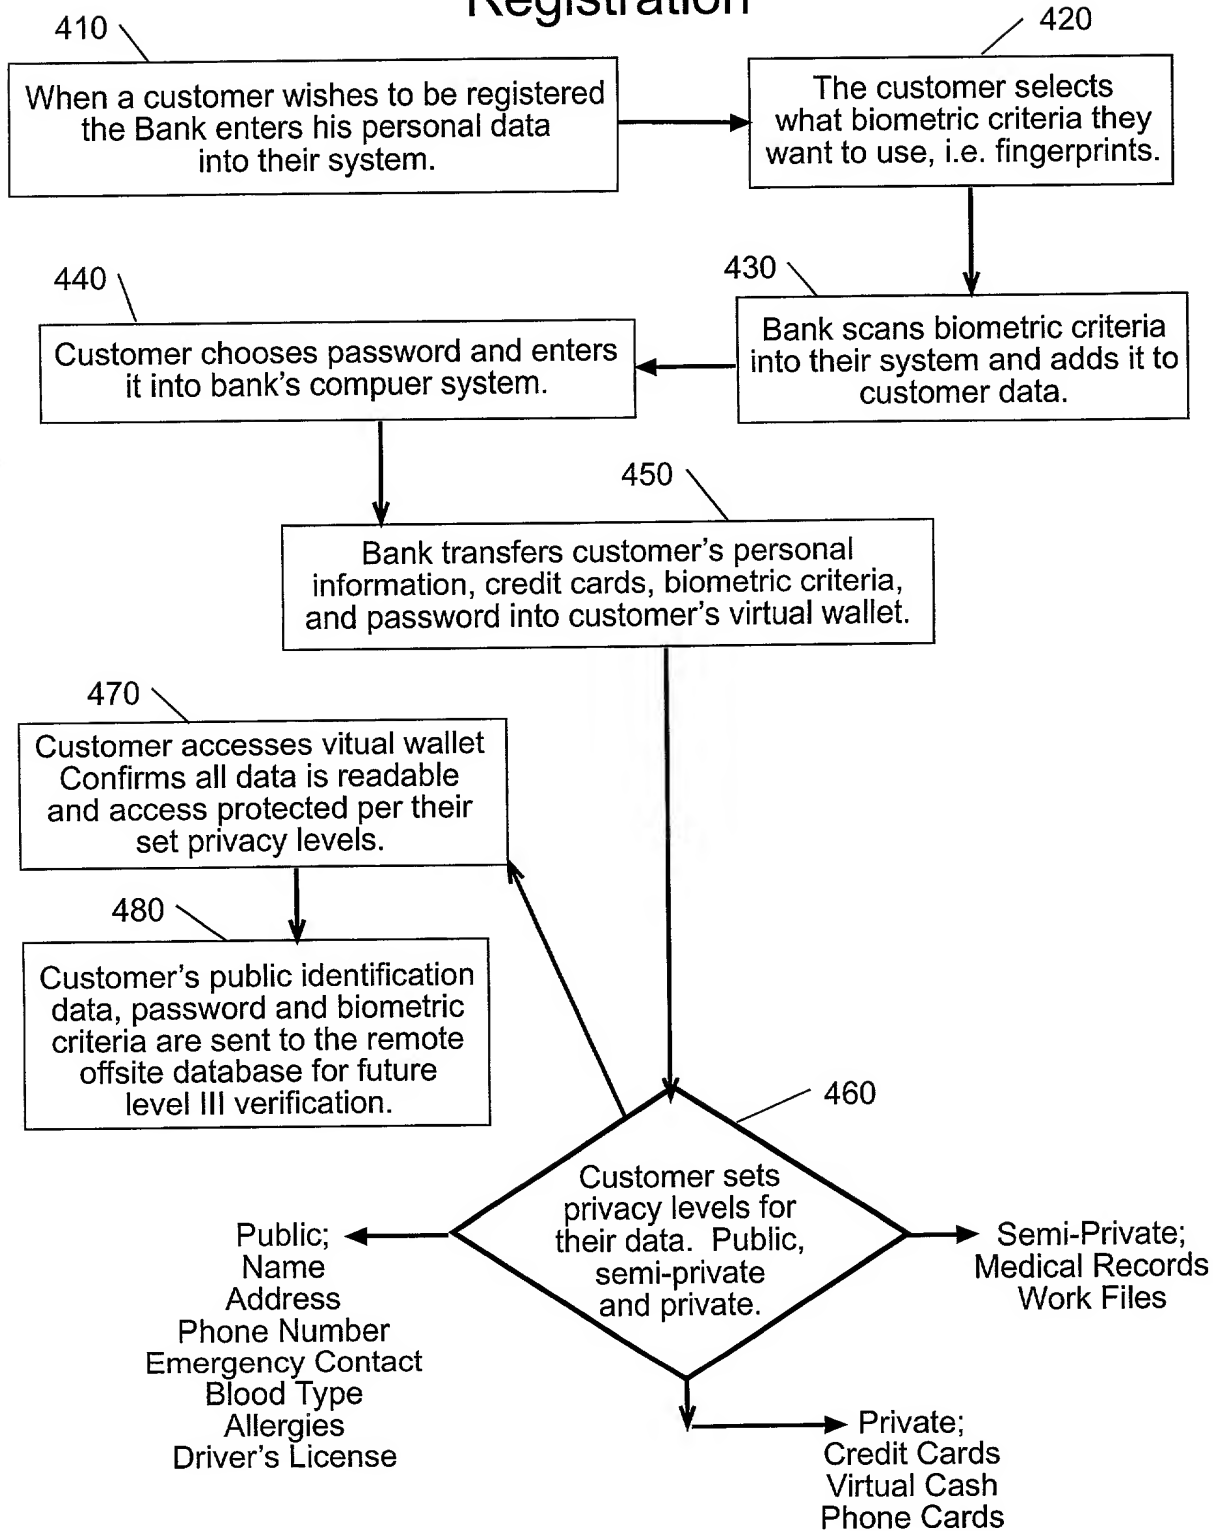 Registration
410
When a customer wishes to be registered
the Bank enters his personal data
into their system.
420
The customer selects
what biometric criteria they
want to use, i.e. fingerprints.
430
Bank scans biometric criteria
into their system and adds it to
customer data.
440
Customer chooses password and enters
it into bank's compuer system.
450
Bank transfers customer's personal
information, credit cards, biometric criteria,
and password into customer's virtual wallet.
460
Customer sets
privacy levels for
their data. Public,
semi-private
and private.
Public;
Name
Address
Phone Number
Emergency Contact
Blood Type
Allergies
Driver's License
Semi-Private;
Medical Records
Work Files
Private;
Credit Cards
Virtual Cash
Phone Cards
470
Customer accesses vitual wallet
Confirms all data is readable
and access protected per their
set privacy levels.
480
Customer's public identification
data, password and biometric
criteria are sent to the remote
offsite database for future
level III verification.